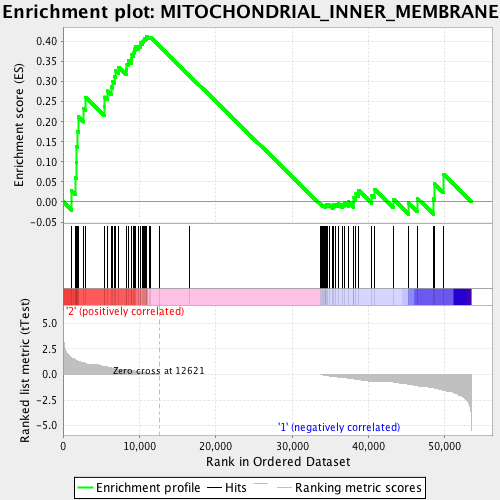 Enrichment plot: MITOCHONDRIAL_INNER_MEMBRANE
Enrichment score (ES)
0.40
0.35
0.30
0.25
0.20
0.15
0.10
0.05
0.00
-0.05
'2' (positively correlated)
Ranked list metric (tTest)
5.0
2.5
0.0
-2.5
-5.0
Zero cross at 12621
'1' (negatively correlated)
0
10,000
20,000
30,000
40,000
50,000
Rank in Ordered Dataset
Enrichment profile
Hits
Ranking metric scores